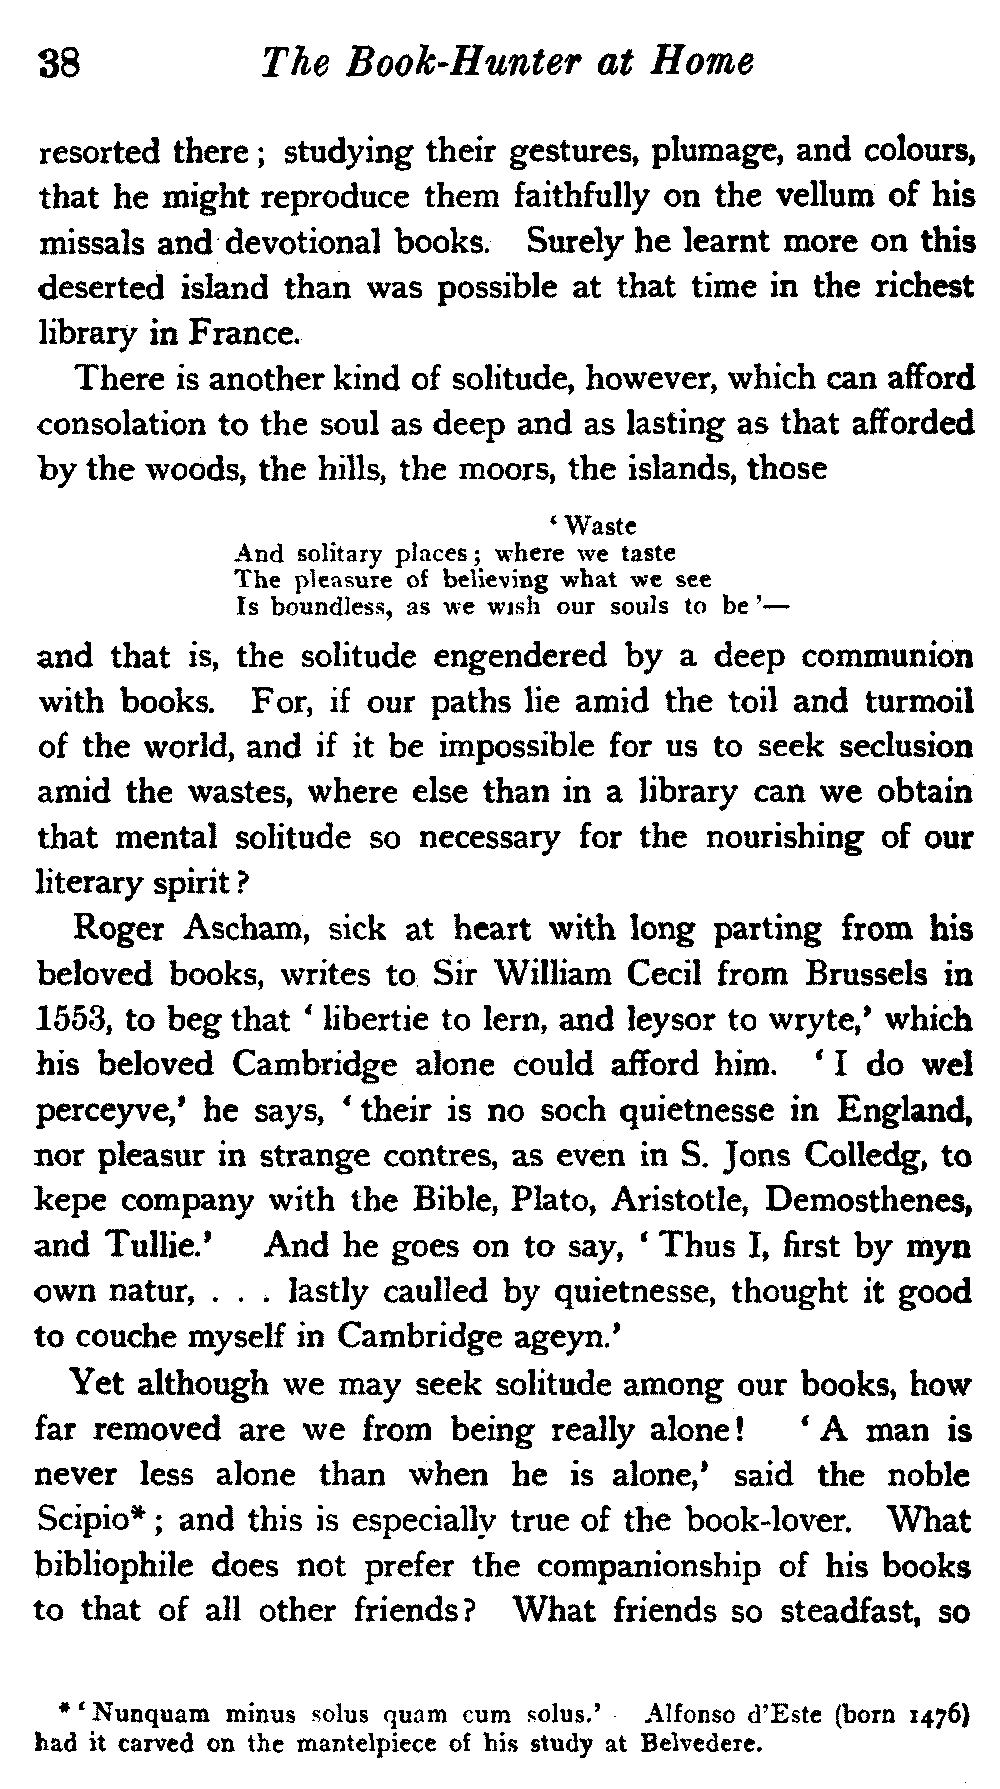 38 The Book-Hunter at Home
resorted there; studying their gestures, plumage, and colours,
that he might reproduce them faithfully on the vellum of his
missals and devotional books. Surely he learnt more on this
deserted island than was possible at that time in the richest
library in France.
There is another kind of solitude, however, which can afford
consolation to the soul as deep and as lasting as that afforded
by the woods, the hills, the moors, the islands, those
‘Waste
And solitary places; where we taste
The pleasure of believing what we see
Is boundless, as we wish our souls to be’—
and that is, the solitude engendered by a deep communion
with books. For, if our paths lie amid the toil and turmoil
of the world, and if it be impossible for us to seek seclusion
amid the wastes, where else than in a library can we obtain
that mental solitude so necessary for the nourishing of our
literary spirit?
Roger Ascham, sick at heart with long parting from his
beloved books, writes to Sir William Cecil from Brussels in
1553, to beg that ‘libertie to lern, and leysor to wryte,’ which
his beloved Cambridge alone could afford him. ‘I do wel
perceyve,’ he says, ‘their is no soch quietnesse in England,
nor pleasur in strange contres, as even in S. Jons Colledg, to
kepe company with the Bible, Plato, Aristotle, Demosthenes,
and Tullie.’ And he goes on to say, ‘Thus I, first by myn
own natur, . . . lastly caulled by quietnesse, thought it good
to couche myself in Cambridge ageyn.’
Yet although we may seek solitude among our books, how
far removed are we from being really alone! ‘A man is
never less alone than when he is alone,’ said the noble
Scipio*; and this is especially true of the book-lover. What
bibliophile does not prefer the companionship of his books
to that of all other friends? What friends so steadfast, so
*‘Nunquam minus solus quam cum solus.’ Alfonso d’Este (born 1476)
had it carved on the mantelpiece of his study at Belvedere.